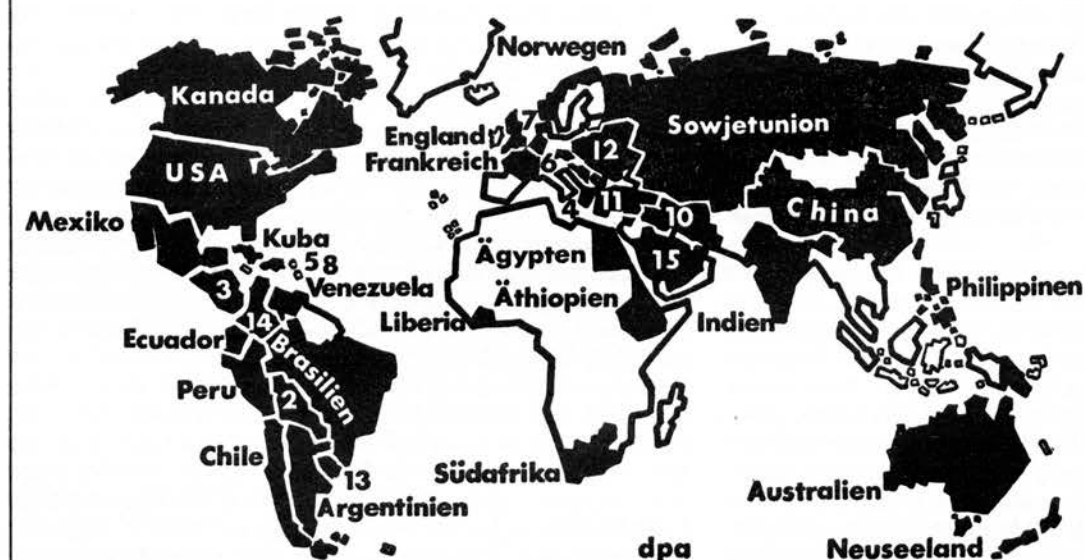 Norwegen
Kanada
7
England
Sowjetunion
Frankreich
6
12
USA
4
11
10
China
Mexiko
Kuba
5 8
Ägypten
15
3
Venezuela
Äthiopien
Philippinen
14
Liberia
Indien
Ecuador
Brasilien
Peru
2
Chile
13
Südafrika
Argentinien
Australien
dpa
Neuseeland